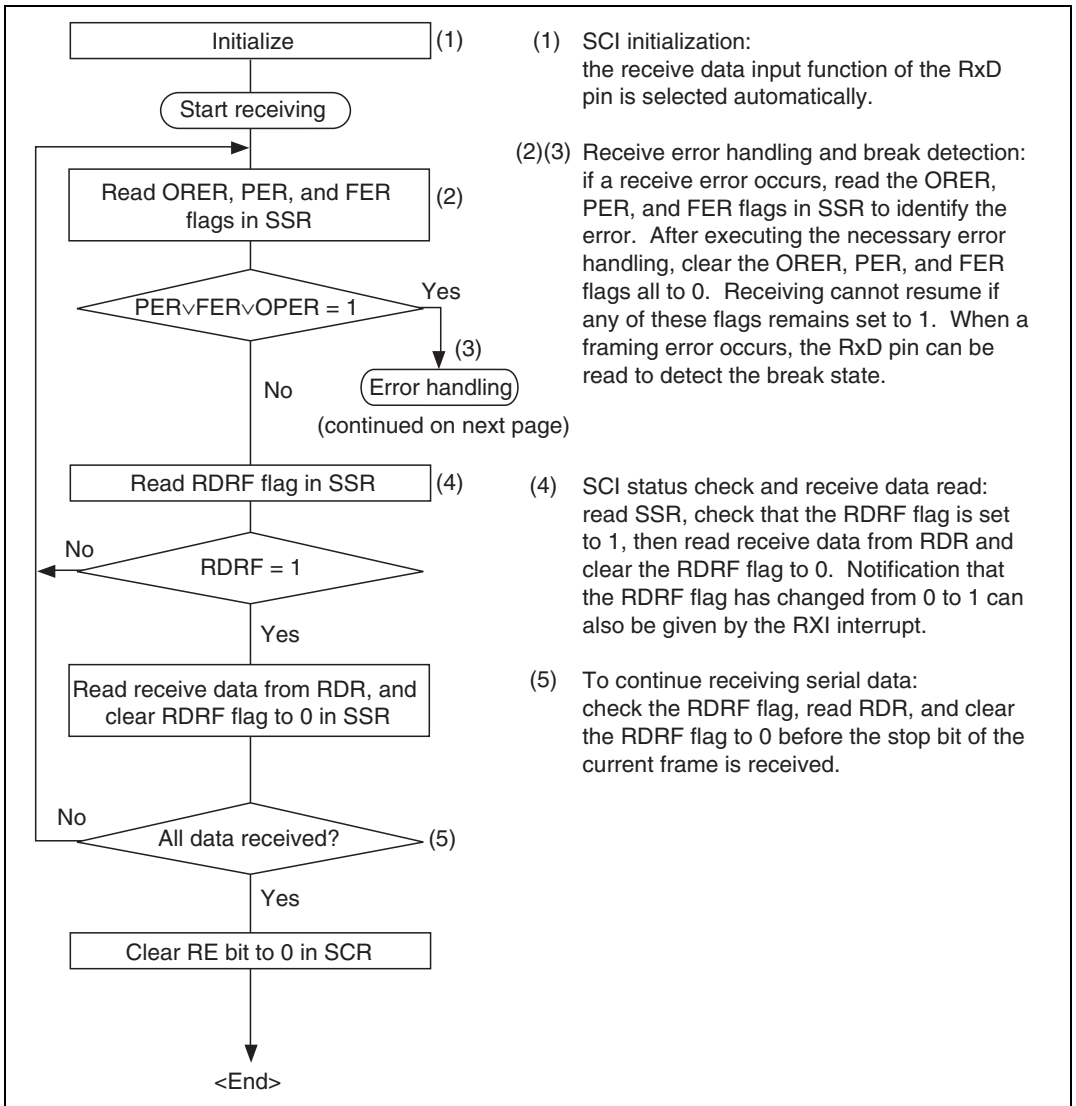 Initialize
(1)
Start receiving
Read ORER, PER, and FER
flags in SSR
(2)
PER∨FER∨OPER = 1
Yes
(3)
Error handling
(continued on next page)
No
Read RDRF flag in SSR
(4)
No
RDRF = 1
Yes
Read receive data from RDR, and
clear RDRF flag to 0 in SSR
No
All data received?
(5)
Yes
Clear RE bit to 0 in SCR
<End>
(1) SCI initialization:
the receive data input function of the RxD
pin is selected automatically.
(2)(3) Receive error handling and break detection:
if a receive error occurs, read the ORER,
PER, and FER flags in SSR to identify the
error. After executing the necessary error
handling, clear the ORER, PER, and FER
flags all to 0. Receiving cannot resume if
any of these flags remains set to 1. When a
framing error occurs, the RxD pin can be
read to detect the break state.
(4) SCI status check and receive data read:
read SSR, check that the RDRF flag is set
to 1, then read receive data from RDR and
clear the RDRF flag to 0. Notification that
the RDRF flag has changed from 0 to 1 can
also be given by the RXI interrupt.
(5) To continue receiving serial data:
check the RDRF flag, read RDR, and clear
the RDRF flag to 0 before the stop bit of the
current frame is received.